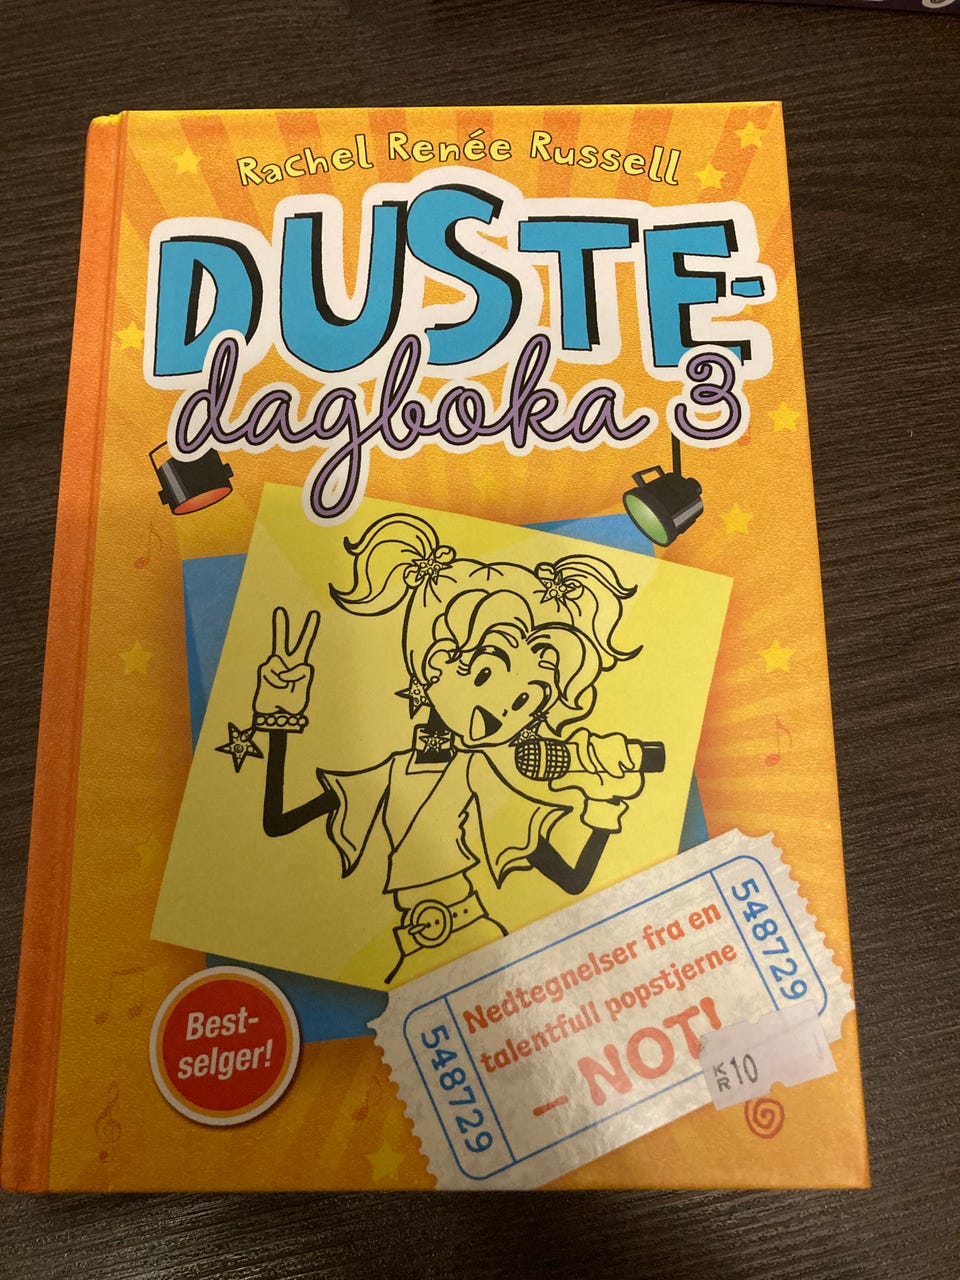 Rachel Renée Russell
DUSTE-
dagboka 3
Nedtegnelser fra en
talentfull popstjerne
– NOT!
548729
548729
Best-
selger!
KR 10